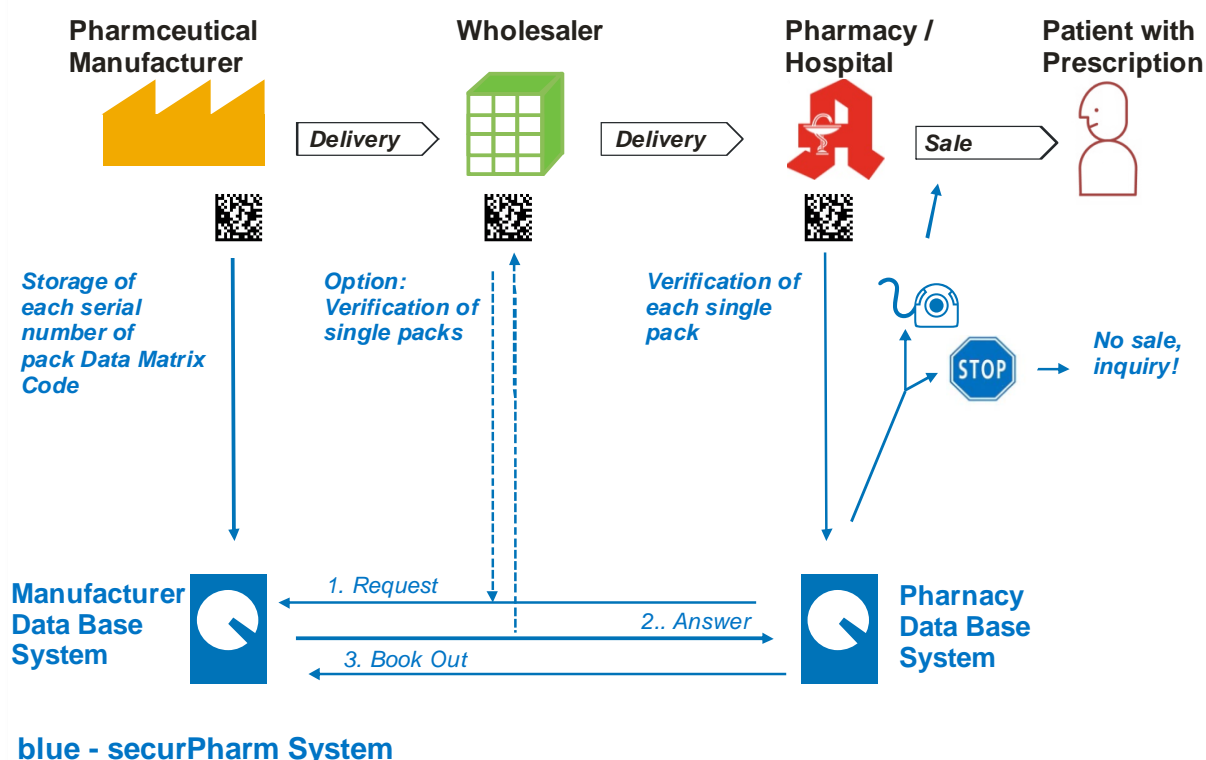 Pharmceutical
Manufacturer
Wholesaler
Pharmacy /
Hospital
Patient with
Prescription
Delivery
Delivery
Sale
Storage of
each serial
number of
pack Data Matrix
Code
Option:
Verification of
single packs
Verification of
each single
pack
STOP
No sale,
inquiry!
Manufacturer
Data Base
System
1. Request
2.. Answer
3. Book Out
Pharnacy
Data Base
System
blue - securPharm System